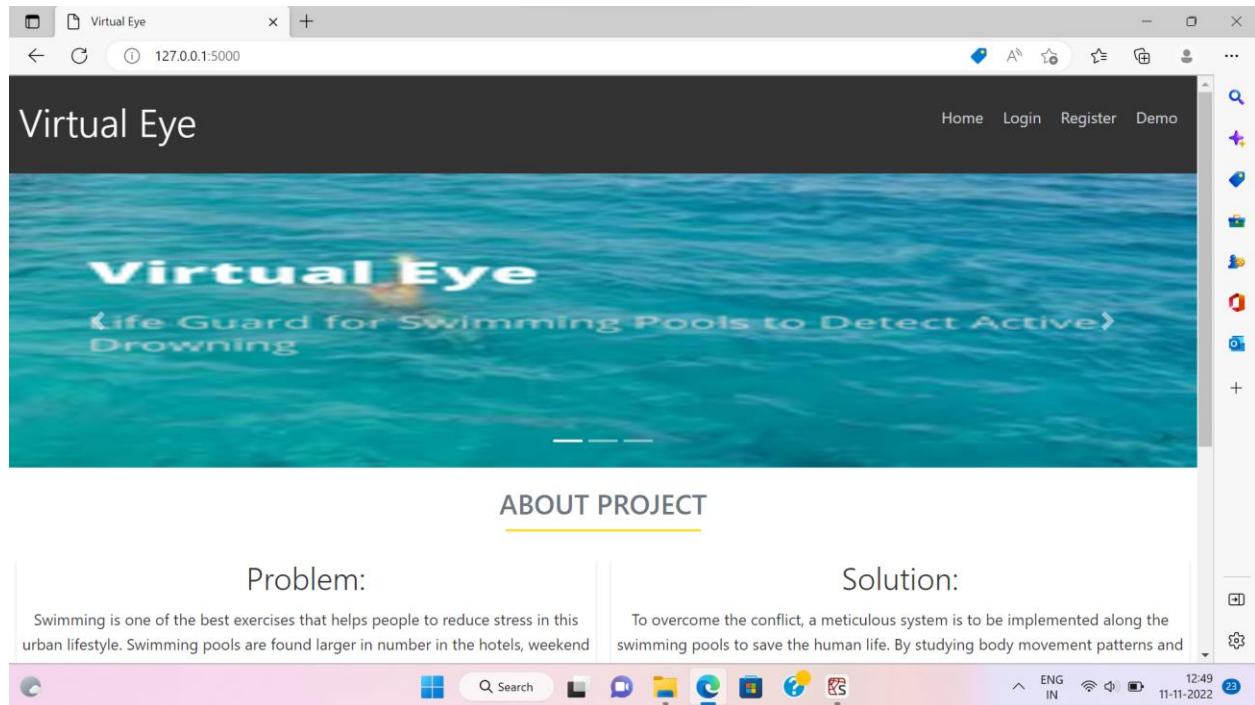 Virtual Eye
127.0.0.1:5000
Virtual Eye
Home Login Register Demo
Virtual Eye
Life Guard for Swimming Pools to Detect Active
Drowning
ABOUT PROJECT
Problem:
Swimming is one of the best exercises that helps people to reduce stress in this
urban lifestyle. Swimming pools are found larger in number in the hotels, weekend
Solution:
To overcome the conflict, a meticulous system is to be implemented along the
swimming pools to save the human life. By studying body movement patterns and
Search
ENG
IN
12:49
11-11-2022
23